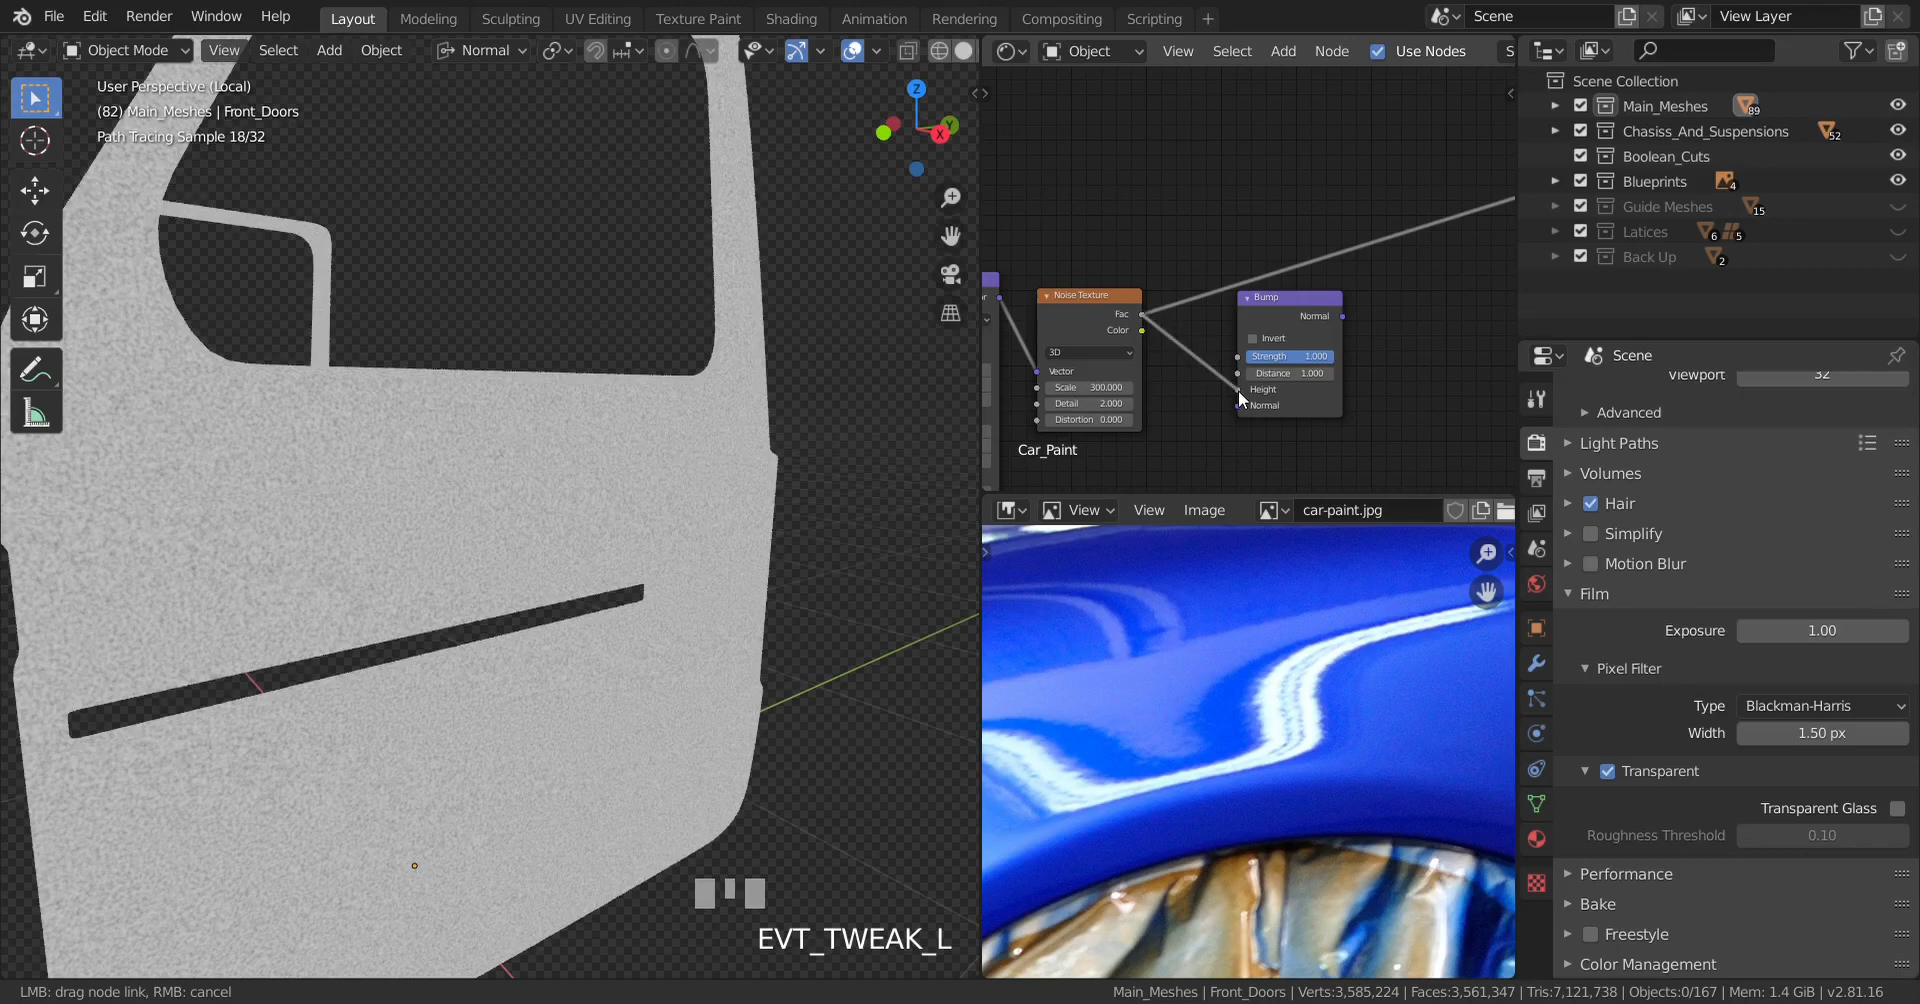 File Edit Render Window Help
Layout Modeling Sculpting UV Editing Texture Paint Shading Animation Rendering Compositing Scripting +
Scene
View Layer
Object Mode View Select Add Object Normal
User Perspective (Local)
(82) Main_Meshes | Front_Doors
Path Tracing Sample 18/32
Z
Y
X
EVT_TWEAK_L
Object View Select Add Node Use Nodes S
Noise Texture
Fac
Color
3D
Vector
Scale 300.000
Detail 2.000
Distortion 0.000
Bump
Normal
Invert
Strength 1.000
Distance 1.000
Height
Normal
Car_Paint
View View Image car-paint.jpg
Scene Collection
Main_Meshes 89
Chasiss_And_Suspensions 52
Boolean_Cuts
Blueprints 4
Guide Meshes 15
Latices 6 5
Back Up 2
Scene
Viewport 32
Advanced
Light Paths
Volumes
Hair
Simplify
Motion Blur
Film
Exposure 1.00
Pixel Filter
Type Blackman-Harris
Width 1.50 px
Transparent
Transparent Glass
Roughness Threshold 0.10
Performance
Bake
Freestyle
Color Management
LMB: drag node link, RMB: cancel
Main_Meshes | Front_Doors | Verts:3,585,224 | Faces:3,561,347 | Tris:7,121,738 | Objects:0/167 | Mem: 1.4 GiB | v2.81.16